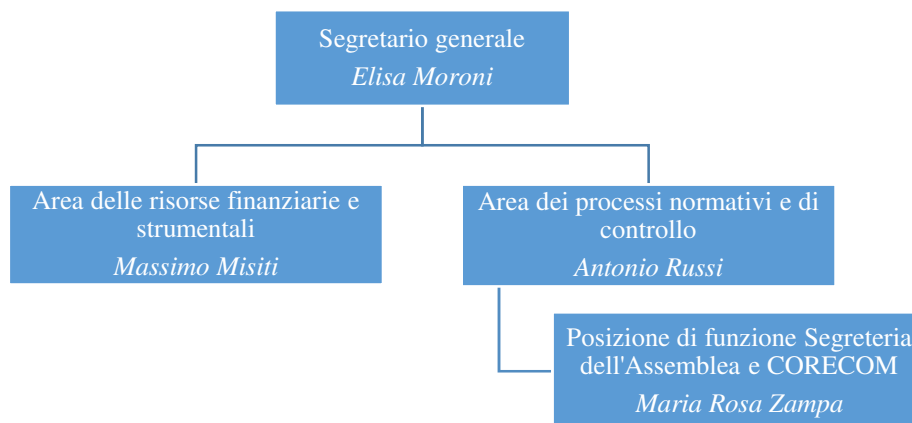 Segretario generale
Elisa Moroni
Area delle risorse finanziarie e
strumentali
Massimo Misiti
Area dei processi normativi e di
controllo
Antonio Russi
Posizione di funzione Segreteria
dell'Assemblea e CORECOM
Maria Rosa Zampa